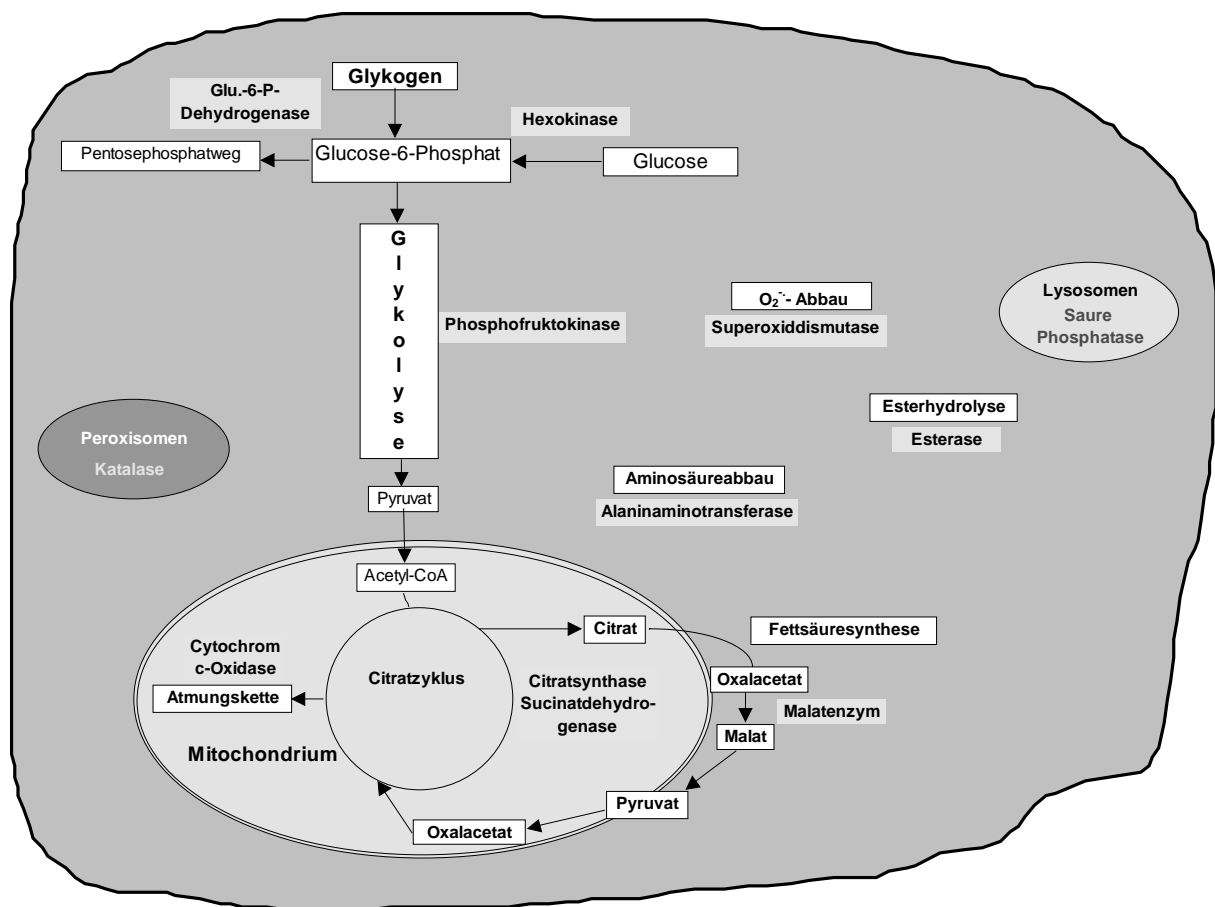 Glykogen
Glu.-6-P-
Dehydrogenase
Hexokinase
Pentosephosphatweg
Glucose-6-Phosphat
Glucose
G
l
y
k
o
l
y
s
e
Phosphofruktokinase
O₂⁻·- Abbau
Superoxiddismutase
Lysosomen
Saure
Phosphatase
Peroxisomen
Katalase
Esterhydrolyse
Esterase
Aminosäureabbau
Alaninaminotransferase
Pyruvat
Acetyl-CoA
Citrat
Fettsäuresynthese
Cytochrom
c-Oxidase
Atmungskette
Citratzyklus
Citratsynthase
Sucinatdehydro-
genase
Oxalacetat
Malatenzym
Malat
Mitochondrium
Pyruvat
Oxalacetat